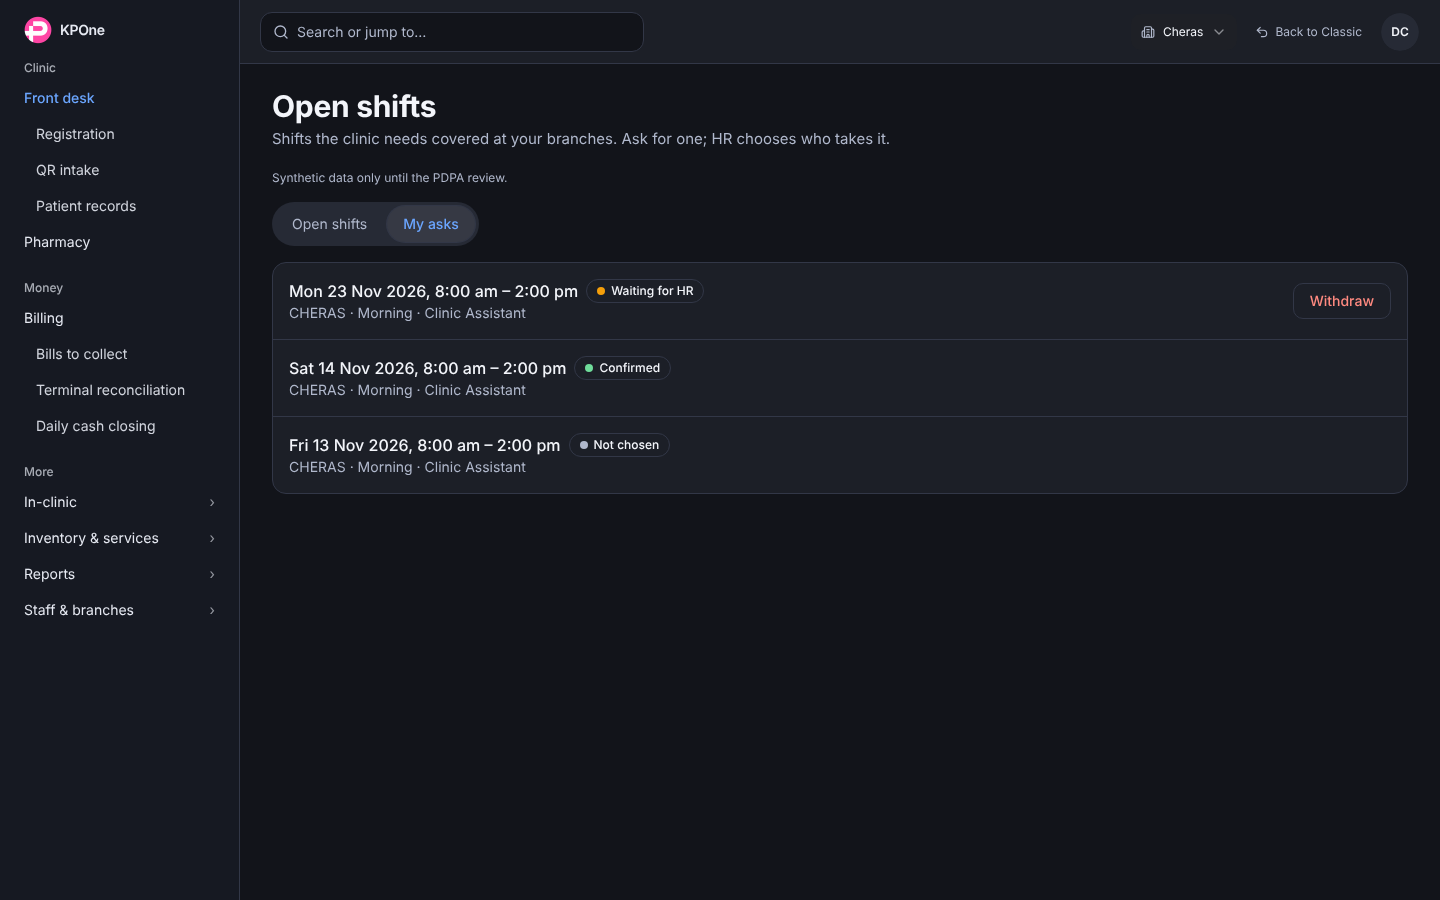 KPOne
Clinic
Front desk
Registration
QR intake
Patient records
Pharmacy
Money
Billing
Bills to collect
Terminal reconciliation
Daily cash closing
More
In-clinic
Inventory & services
Reports
Staff & branches
Search or jump to...
Cheras
Back to Classic
DC
Open shifts
Shifts the clinic needs covered at your branches. Ask for one; HR chooses who takes it.
Synthetic data only until the PDPA review.
Open shifts
My asks
Mon 23 Nov 2026, 8:00 am – 2:00 pm Waiting for HR
CHERAS · Morning · Clinic Assistant
Withdraw
Sat 14 Nov 2026, 8:00 am – 2:00 pm Confirmed
CHERAS · Morning · Clinic Assistant
Fri 13 Nov 2026, 8:00 am – 2:00 pm Not chosen
CHERAS · Morning · Clinic Assistant